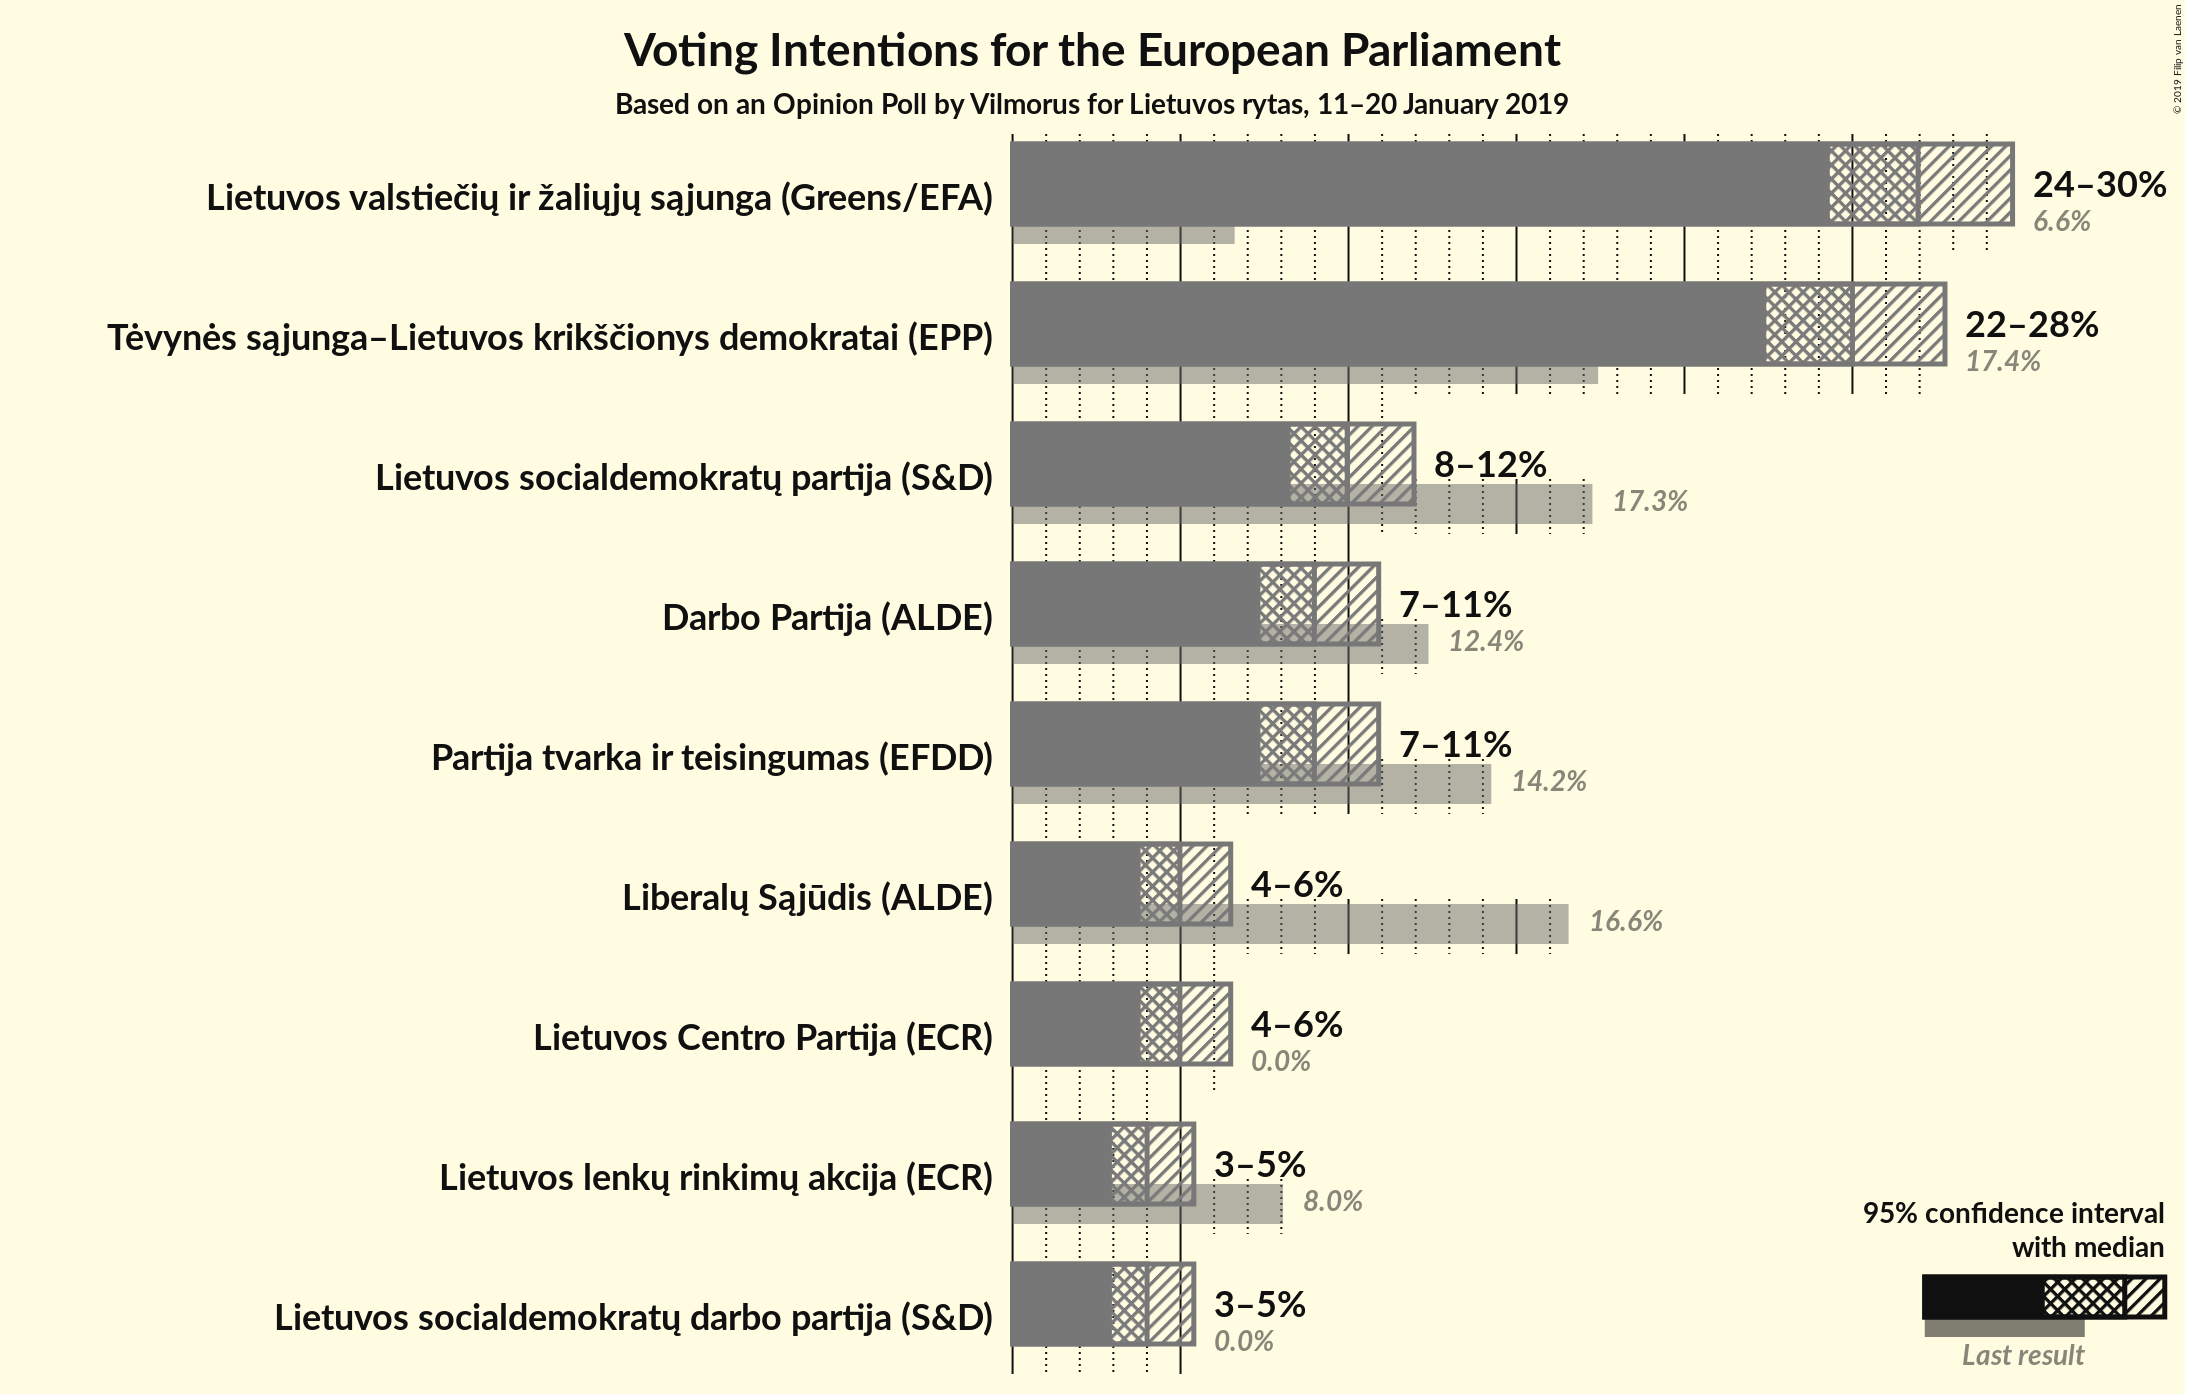 Voting Intentions for the European Parliament
Based on an Opinion Poll by Vilmorus for Lietuvos rytas, 11–20 January 2019
© 2019 Filip van Laenen
Lietuvos valstiečių ir žaliųjų sąjunga (Greens/EFA)
24–30%
6.6%
Tėvynės sąjunga–Lietuvos krikščionys demokratai (EPP)
22–28%
17.4%
Lietuvos socialdemokratų partija (S&D)
8–12%
17.3%
Darbo Partija (ALDE)
7–11%
12.4%
Partija tvarka ir teisingumas (EFDD)
7–11%
14.2%
Liberalų Sąjūdis (ALDE)
4–6%
16.6%
Lietuvos Centro Partija (ECR)
4–6%
0.0%
Lietuvos lenkų rinkimų akcija (ECR)
3–5%
8.0%
Lietuvos socialdemokratų darbo partija (S&D)
3–5%
0.0%
95% confidence interval
with median
Last result